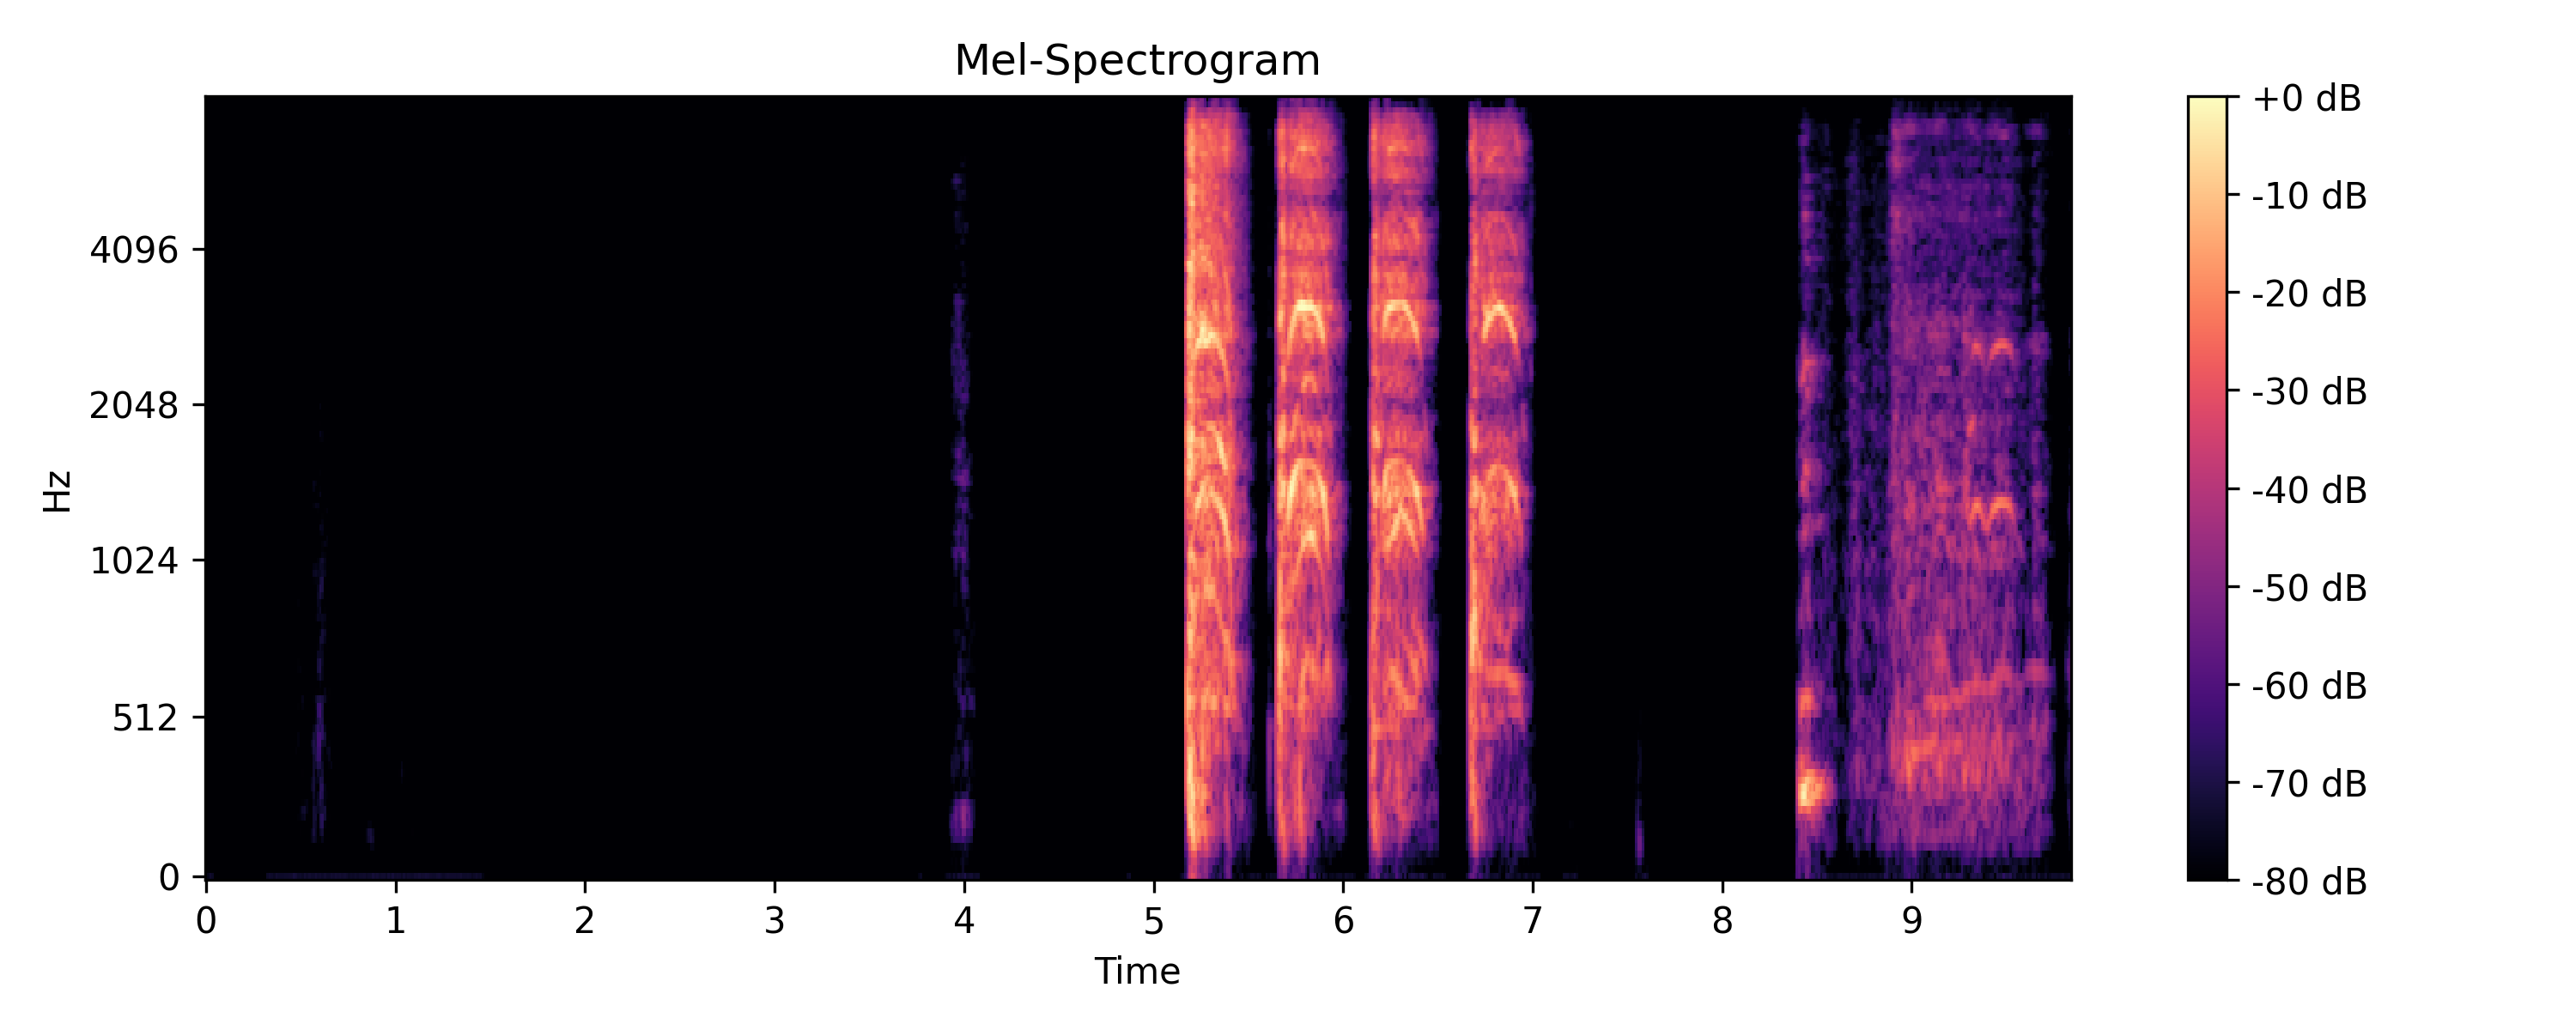 Mel-Spectrogram
+0 dB
-10 dB
-20 dB
-30 dB
-40 dB
-50 dB
-60 dB
-70 dB
-80 dB
Hz
4096
2048
1024
512
0
0 1 2 3 4 5 6 7 8 9
Time